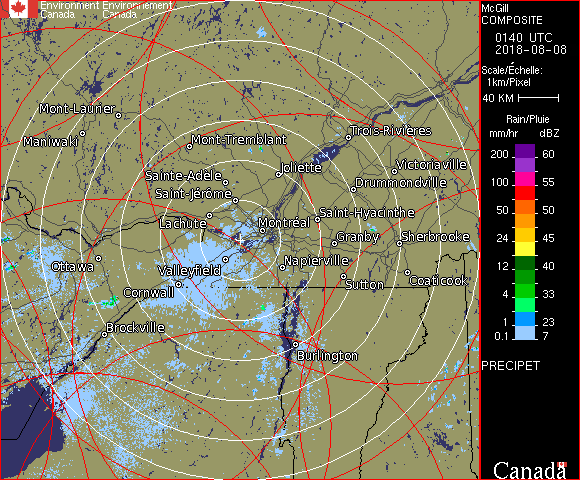 Environment Environnement
Canada Canada
McGill
COMPOSITE
0140 UTC
2018-08-08
Scale/Échelle:
1km/Pixel
40 KM
Rain/Pluie
mm/hr dBZ
200 60
155
100 55
50 50
24 45
12 40
4 33
1 23
0.1 7
PRECIPET
Canada
Mont-Laurier
Maniwaki
Mont-Tremblant
Trois-Rivières
Joliette
Victoriaville
Sainte-Adèle
Drummondville
Saint-Jérôme
Saint-Hyacinthe
Lachute
Montréal
Granby
Sherbrooke
Ottawa
Valleyfield
Napierville
Cornwall
Sutton
Coaticook
Brockville
Burlington